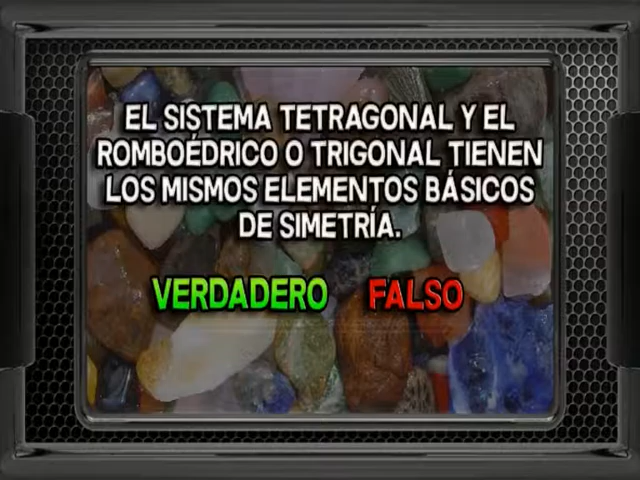 EL SISTEMA TETRAGONAL Y EL
ROMBOÉDRICO O TRIGONAL TIENEN
LOS MISMOS ELEMENTOS BÁSICOS
DE SIMETRÍA.
VERDADERO FALSO